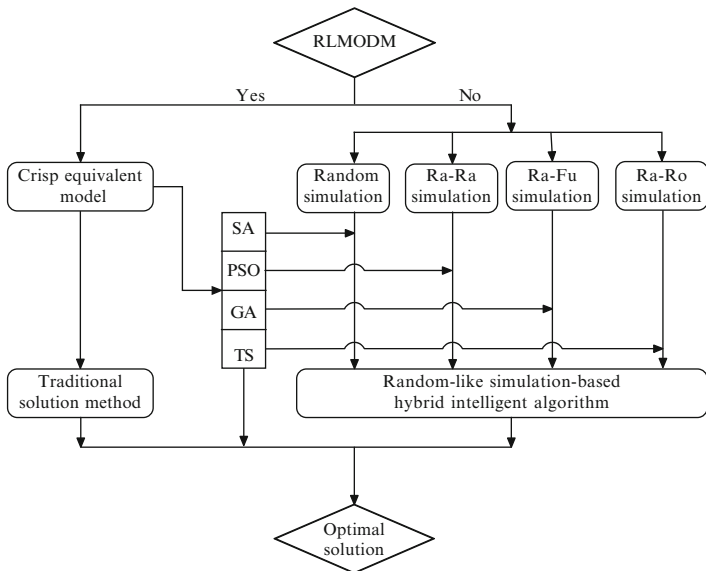 RLMODM
Yes
No
Crisp equivalent
model
Random
simulation
Ra-Ra
simulation
Ra-Fu
simulation
Ra-Ro
simulation
SA
PSO
GA
TS
Traditional
solution method
Random-like simulation-based
hybrid intelligent algorithm
Optimal
solution